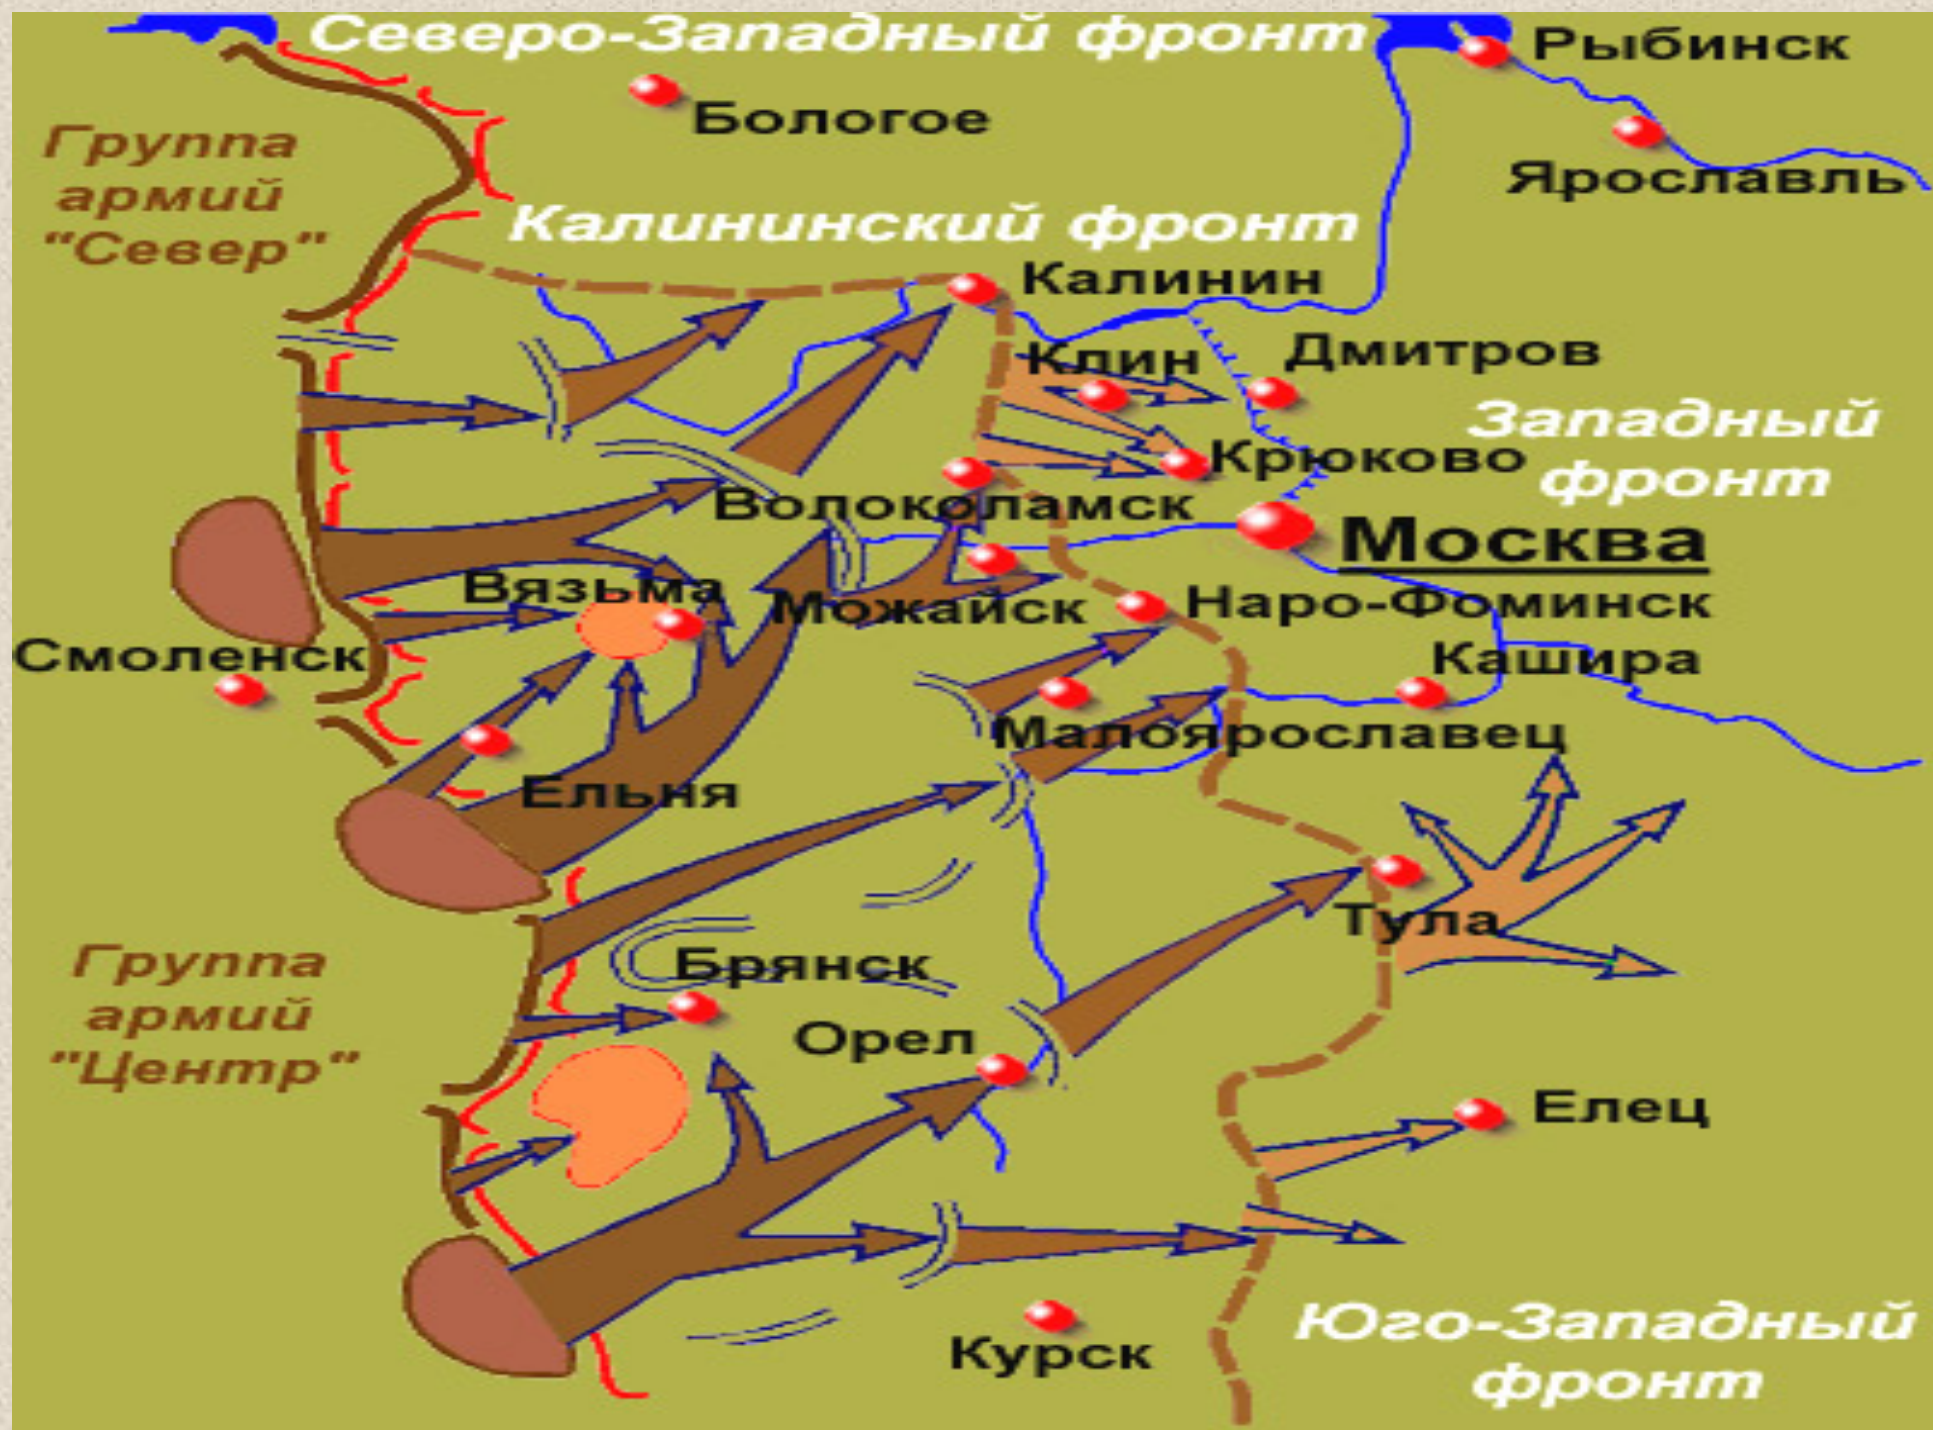 Северо-Западный фронт
Рыбинск
Бологое
Группа
армий
"Север"
Ярославль
Калининский фронт
Калинин
Клин
Дмитров
Западный
фронт
Крюково
Волоколамск
Москва
Вязьма
Можайск
Наро-Фоминск
Смоленск
Кашира
Малоярославец
Ельня
Тула
Группа
армий
"Центр"
Брянск
Орел
Елец
Юго-Западный
фронт
Курск